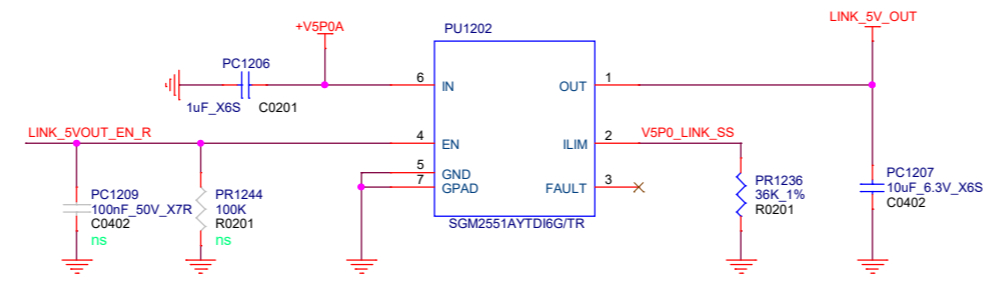 LINK_5V_OUT
+V5P0A
PU1202
PC1206
6
IN
OUT
1
1uF_X6S
C0201
LINK_5VOUT_EN_R
4
EN
ILIM
2
V5P0_LINK_SS
5
GND
7
GPAD
FAULT
3
PC1209
100nF_50V_X7R
C0402
ns
PR1244
100K
R0201
ns
SGM2551AYTDI6G/TR
PR1236
36K_1%
R0201
PC1207
10uF_6.3V_X6S
C0402